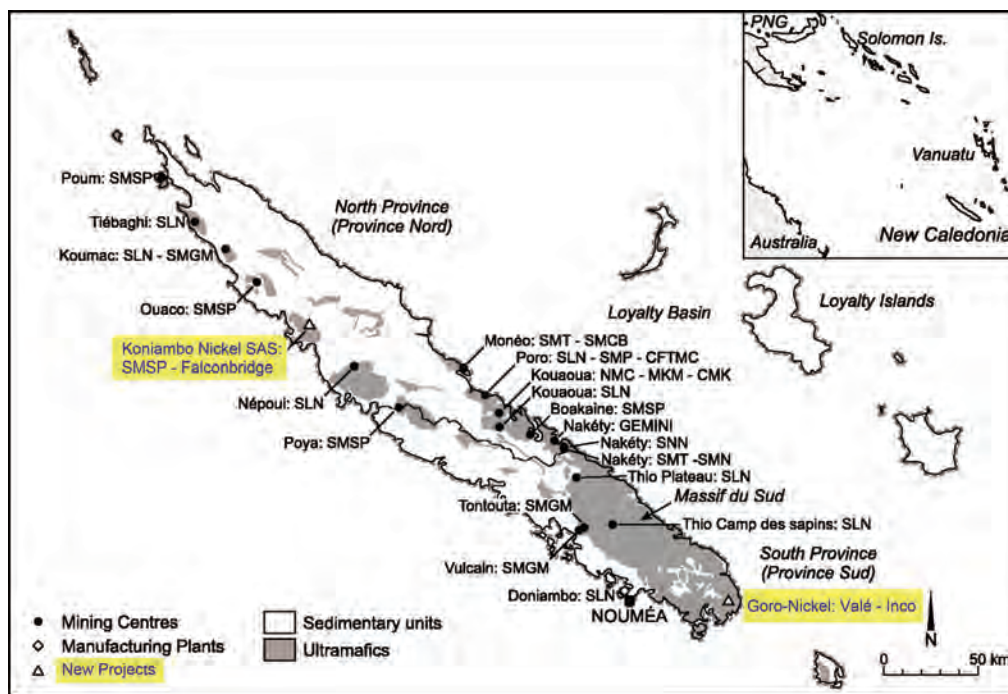 PNG
Solomon Is.
Vanuatu
New Caledonia
Australia
Poum: SMSP
North Province
(Province Nord)
Tiébaghi: SLN
Koumac: SLN - SMGM
Ouaco: SMSP
Loyalty Basin
Loyalty Islands
Koniambo Nickel SAS:
SMSP - Falconbridge
Monèo: SMT - SMCB
Poro: SLN - SMP - CFTMC
Kouaoua: NMC - MKM - CMK
Kouaoua: SLN
Népoui: SLN
Boakaine: SMSP
Nakéty: GEMINI
Poya: SMSP
Nakéty: SNN
Nakéty: SMT -SMN
Thio Plateau: SLN
Massif du Sud
Tontouta: SMGM
Thio Camp des sapins: SLN
Vulcain: SMGM
South Province
(Province Sud)
Doniambo: SLN
NOUMÉA
Goro-Nickel: Valé - Inco
Mining Centres
Manufacturing Plants
New Projects
Sedimentary units
Ultramafics
N
0 50 km